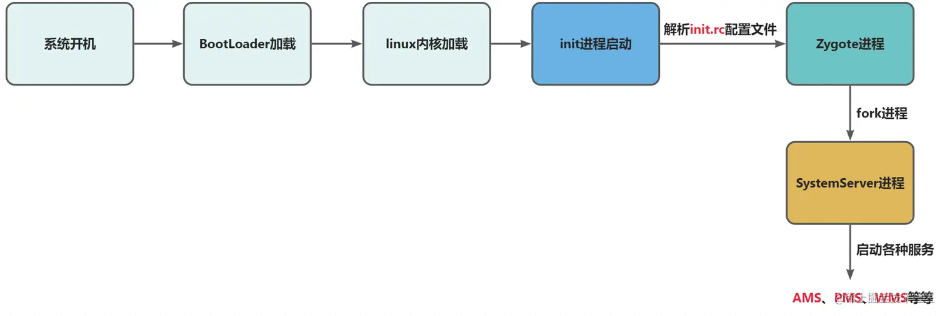 系统开机
BootLoader加载
linux内核加载
init进程启动
解析init.rc配置文件
Zygote进程
fork进程
SystemServer进程
启动各种服务
AMS、PMS、WMS等等